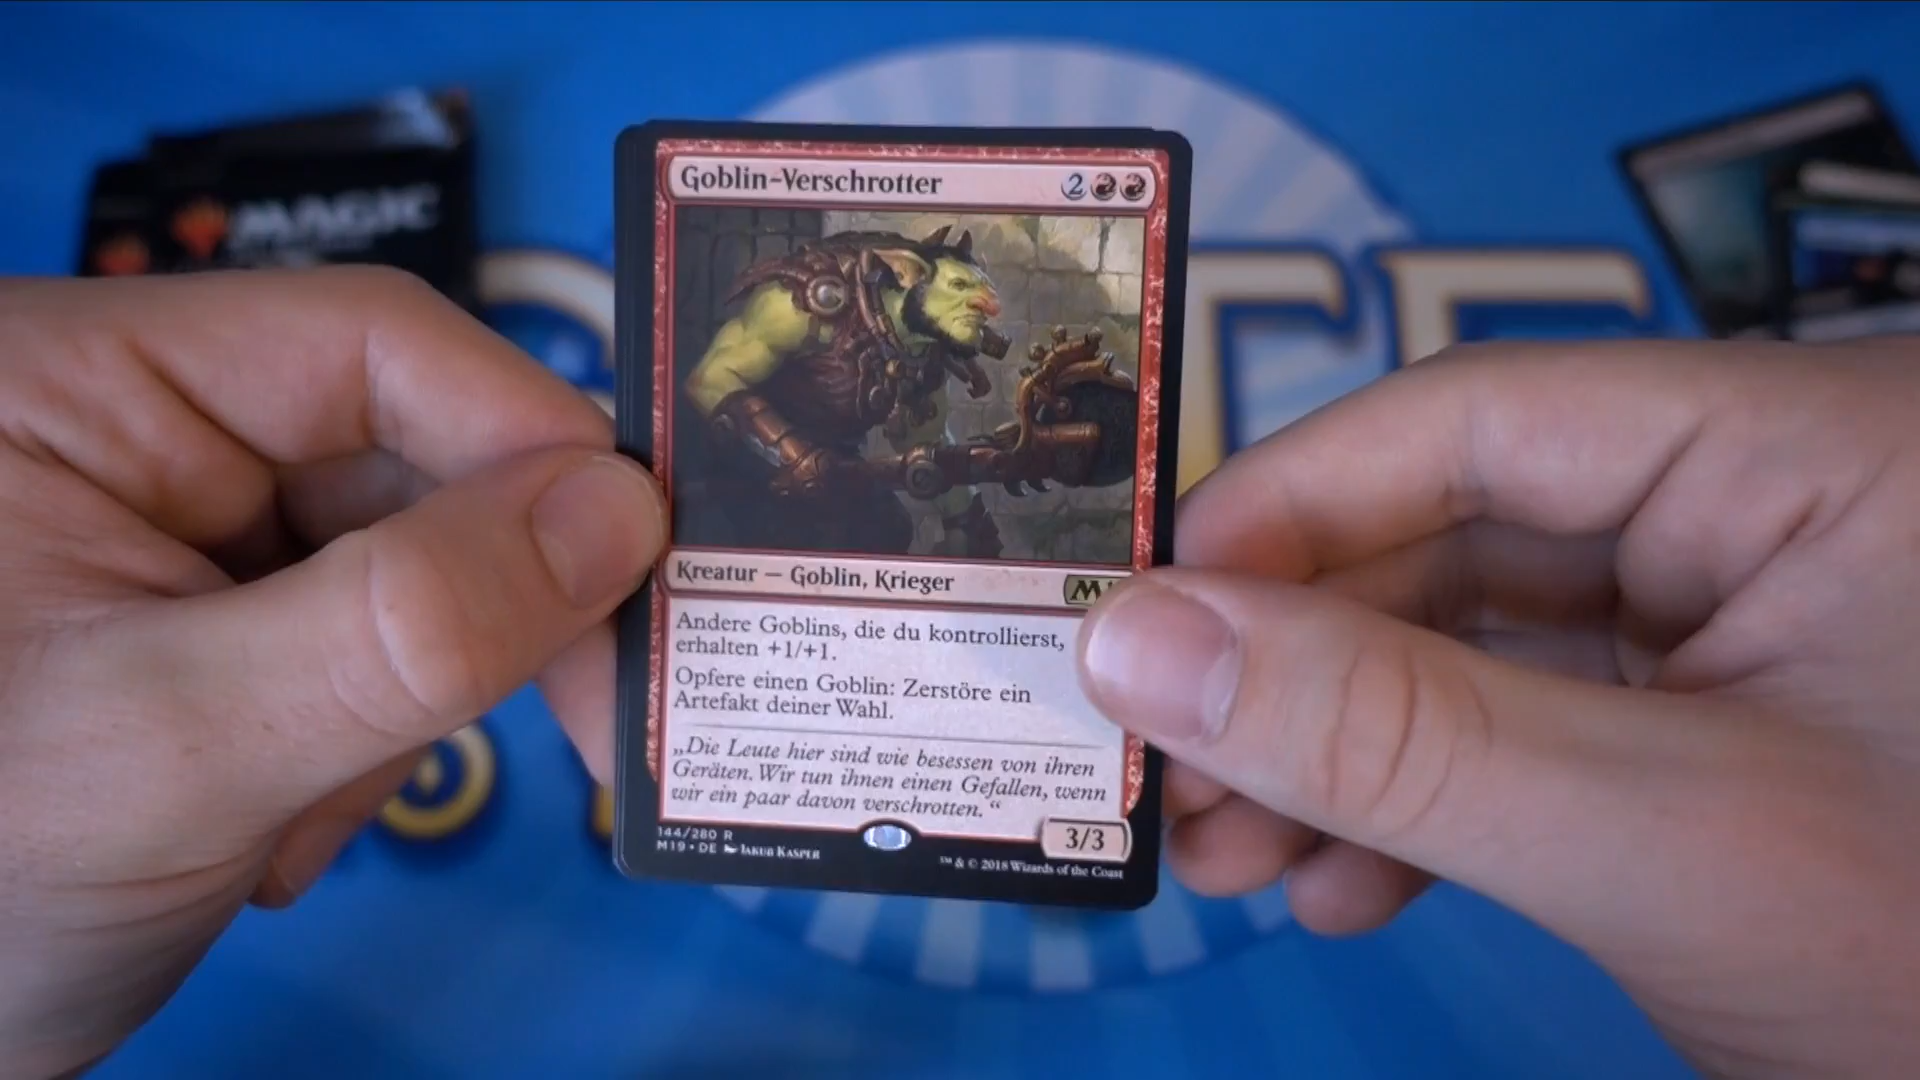 MAGIC
Goblin-Verschrotter
2
Kreatur — Goblin, Krieger
Andere Goblins, die du kontrollierst,
erhalten +1/+1.
Opfere einen Goblin: Zerstöre ein
Artefakt deiner Wahl.
„Die Leute hier sind wie besessen von ihren
Geräten. Wir tun ihnen einen Gefallen, wenn
wir ein paar davon verschrotten.“
3/3
144/280 R
M19 • DE Jakub Kasper
™ & © 2018 Wizards of the Coast